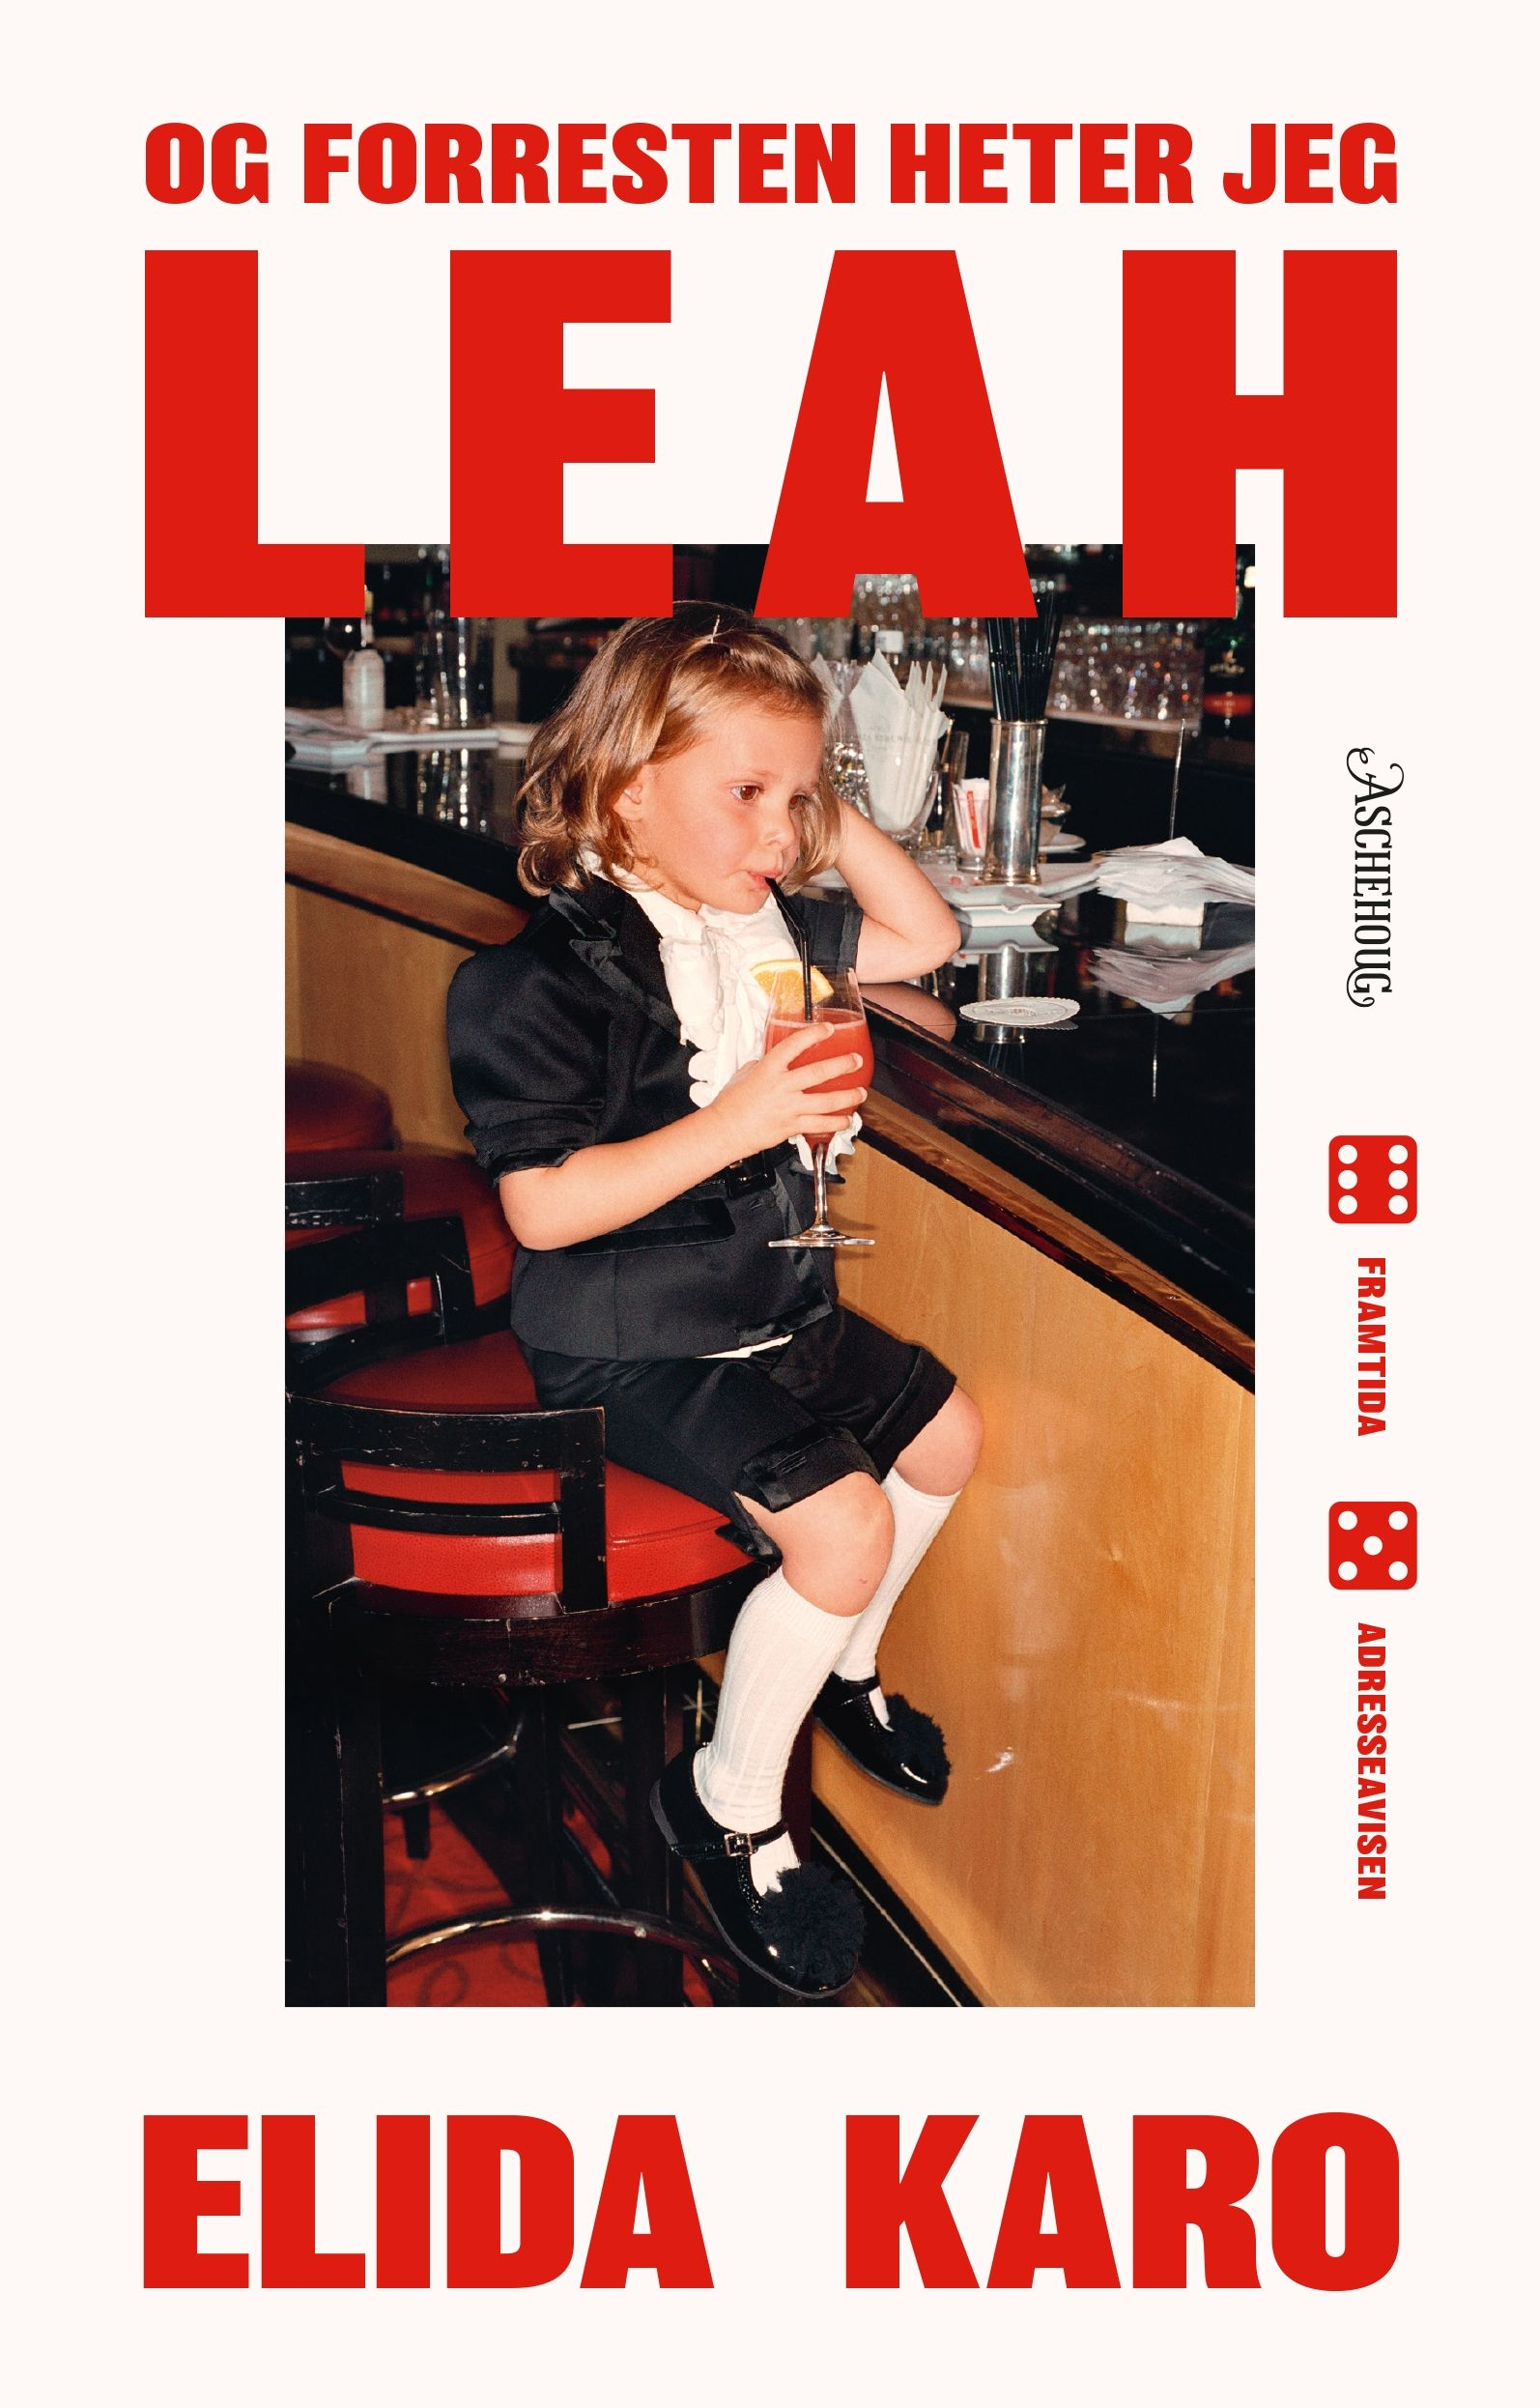 OG FORRESTEN HETER JEG
LEAH
ASCHEHOUG
FRAMTIDA
ADRESSEAVISEN
ELIDA KARO